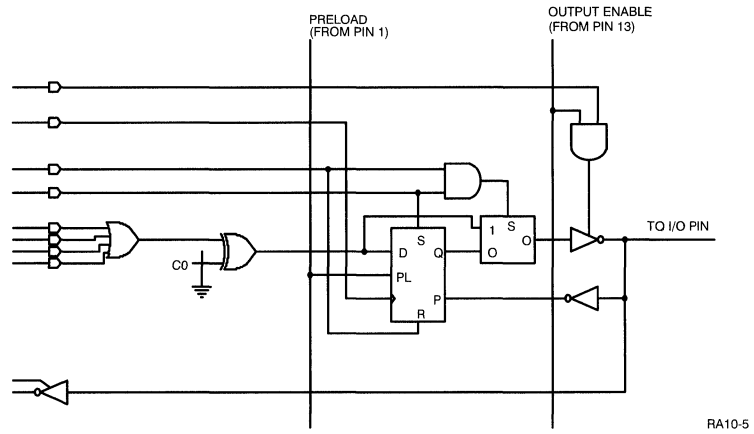 PRELOAD
(FROM PIN 1)
OUTPUT ENABLE
(FROM PIN 13)
TO I/O PIN
C0
D
S
Q
PL
P
R
1
S
O
O
RA10-5